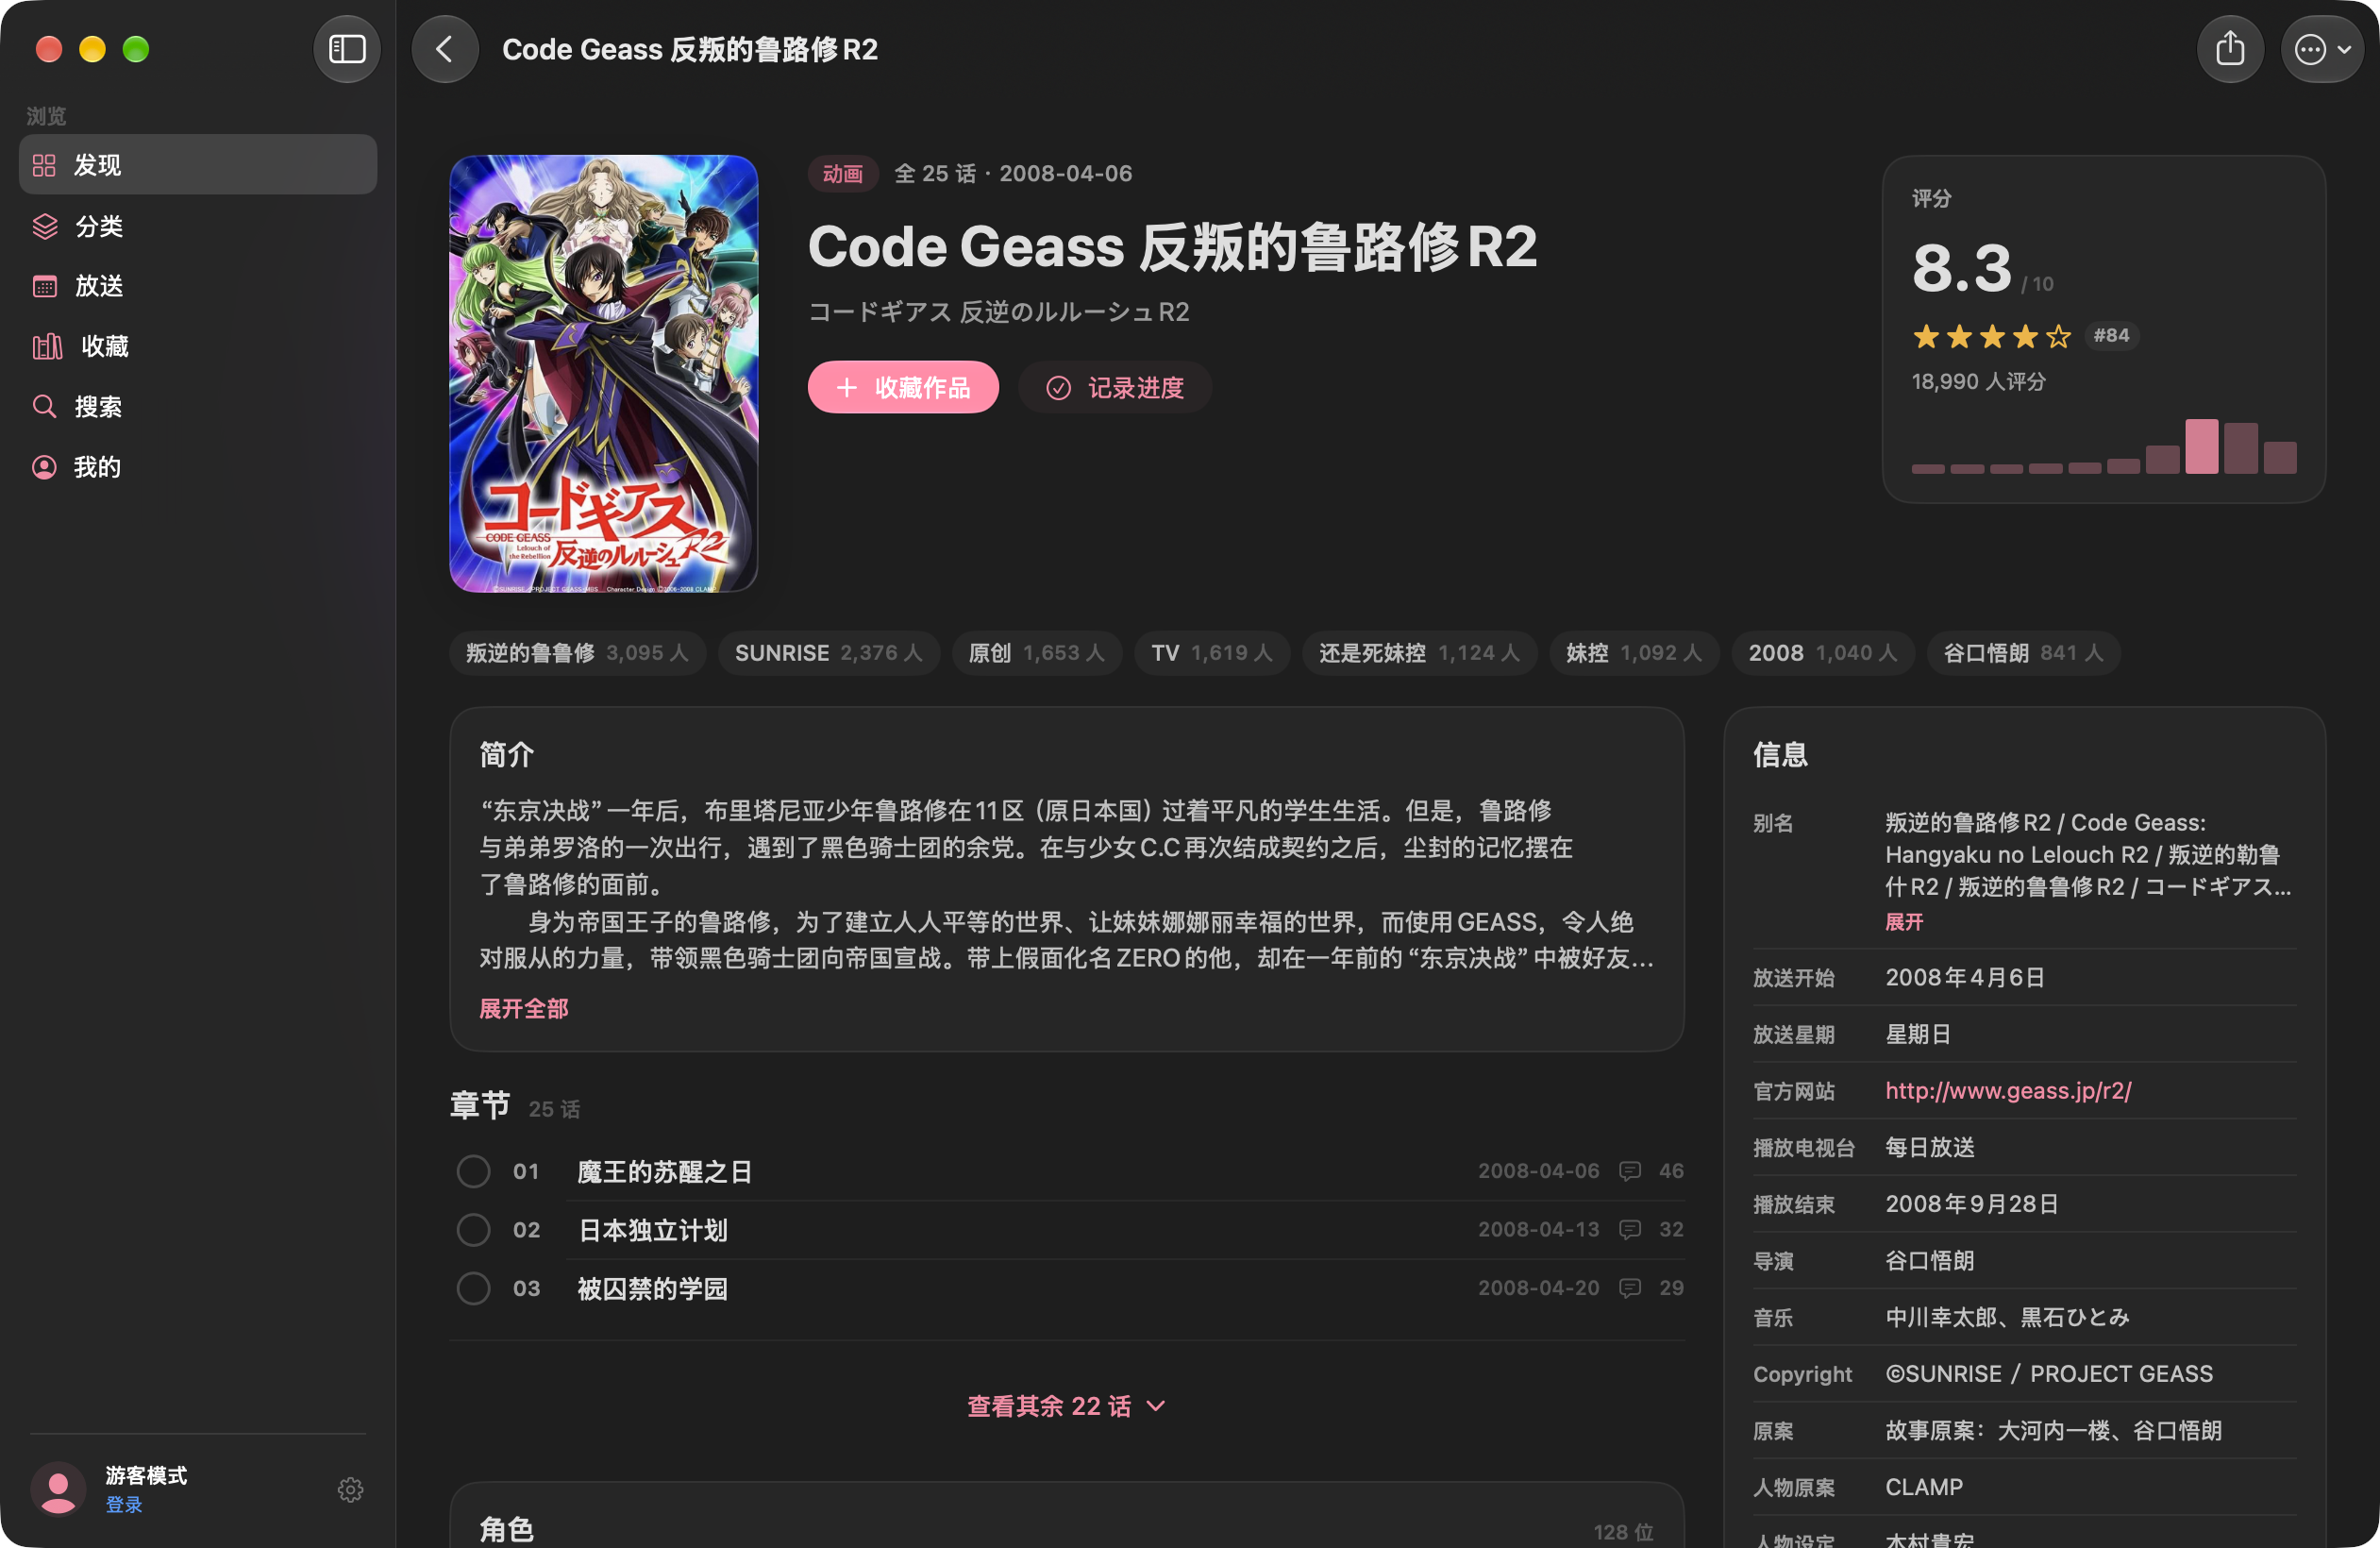 Code Geass 反叛的鲁路修R2
浏览
发现
分类
放送
收藏
搜索
我的
游客模式
登录
コードギアス
CODE GEASS
Lelouch of
the Rebellion
反逆のルルーシュ R2
©SUNRISE／PROJECT GEASS・MBS Character Design ©2006-2008 CLAMP
动画 全 25 话 · 2008-04-06
Code Geass 反叛的鲁路修R2
コードギアス 反逆のルルーシュR2
收藏作品 记录进度
评分
8.3 / 10
#84
18,990 人评分
叛逆的鲁鲁修 3,095 人 SUNRISE 2,376 人 原创 1,653 人 TV 1,619 人 还是死妹控 1,124 人 妹控 1,092 人 2008 1,040 人 谷口悟朗 841 人
简介
“东京决战”一年后，布里塔尼亚少年鲁路修在11区（原日本国）过着平凡的学生生活。但是，鲁路修
与弟弟罗洛的一次出行，遇到了黑色骑士团的余党。在与少女C.C再次结成契约之后，尘封的记忆摆在
了鲁路修的面前。
身为帝国王子的鲁路修，为了建立人人平等的世界、让妹妹娜娜丽幸福的世界，而使用GEASS，令人绝
对服从的力量，带领黑色骑士团向帝国宣战。带上假面化名ZERO的他，却在一年前的“东京决战”中被好友…
展开全部
章节 25 话
01 魔王的苏醒之日 2008-04-06 46
02 日本独立计划 2008-04-13 32
03 被囚禁的学园 2008-04-20 29
查看其余 22 话
角色 128 位
信息
别名 叛逆的鲁路修R2 / Code Geass:
Hangyaku no Lelouch R2 / 叛逆的勒鲁
什R2 / 叛逆的鲁鲁修R2 / コードギアス…
展开
放送开始 2008年4月6日
放送星期 星期日
官方网站 http://www.geass.jp/r2/
播放电视台 每日放送
播放结束 2008年9月28日
导演 谷口悟朗
音乐 中川幸太郎、黒石ひとみ
Copyright ©SUNRISE / PROJECT GEASS
原案 故事原案：大河内一楼、谷口悟朗
人物原案 CLAMP
人物设定 木村貴宏